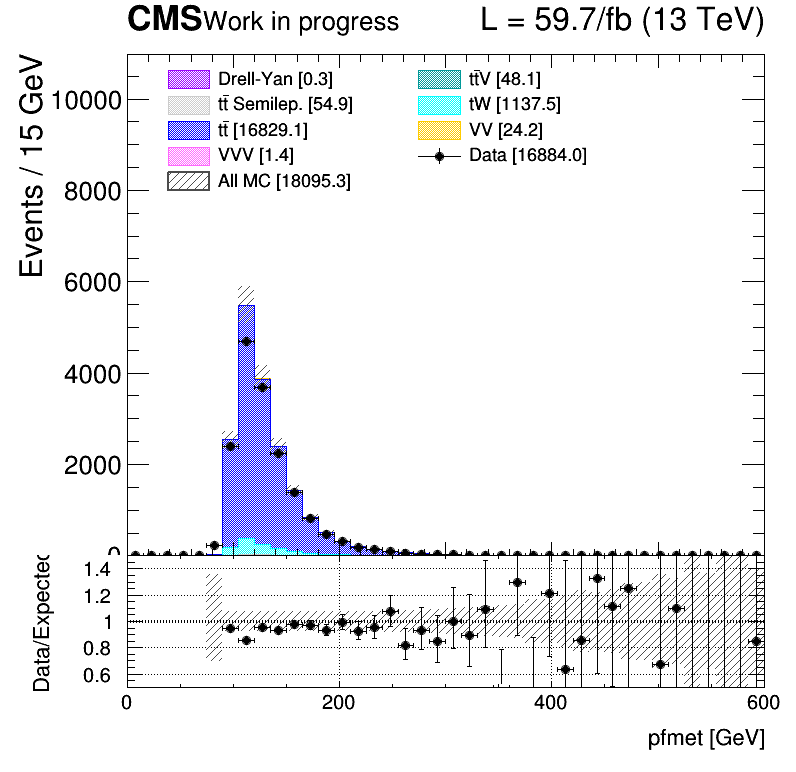 CMS Work in progress L = 59.7/fb (13 TeV)
Events / 15 GeV
Drell-Yan [0.3]
tt̄ Semilep. [54.9]
tt̄ [16829.1]
VVV [1.4]
All MC [18095.3]
tt̄V [48.1]
tW [1137.5]
VV [24.2]
Data [16884.0]
10000
8000
6000
4000
2000
0
Data/Expected
1.4
1.2
1
0.8
0.6
0 200 400 600
pfmet [GeV]